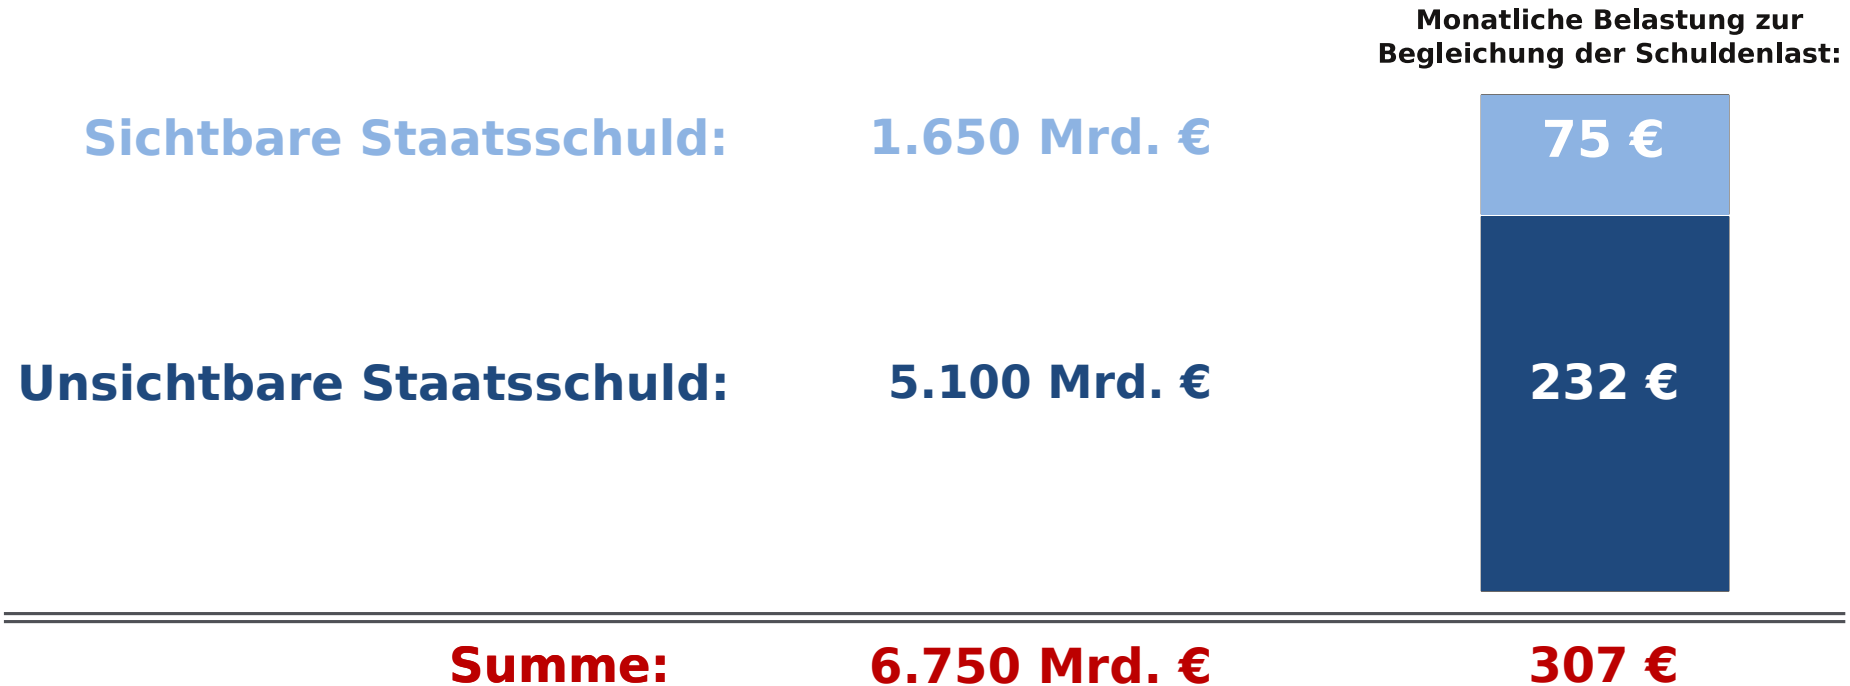 Monatliche Belastung zur
Begleichung der Schuldenlast:
Sichtbare Staatsschuld: 1.650 Mrd. € 75 €
Unsichtbare Staatsschuld: 5.100 Mrd. € 232 €
Summe: 6.750 Mrd. € 307 €